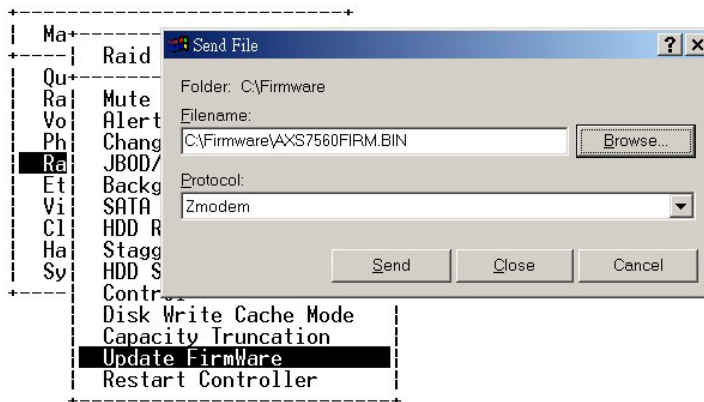 Ma
Raid
Qu
Ra
Vo
Ph
Ra
Et
Vi
Cl
Ha
Sy
Mute
Alert
Chang
JBOD/
Backg
SATA
HDD R
Stagg
HDD S
Control
Disk Write Cache Mode
Capacity Truncation
Update FirmWare
Restart Controller
Send File
Folder: C:\Firmware
Filename:
C:\Firmware\AXS7560FIRM.BIN
Browse...
Protocol:
Zmodem
Send
Close
Cancel